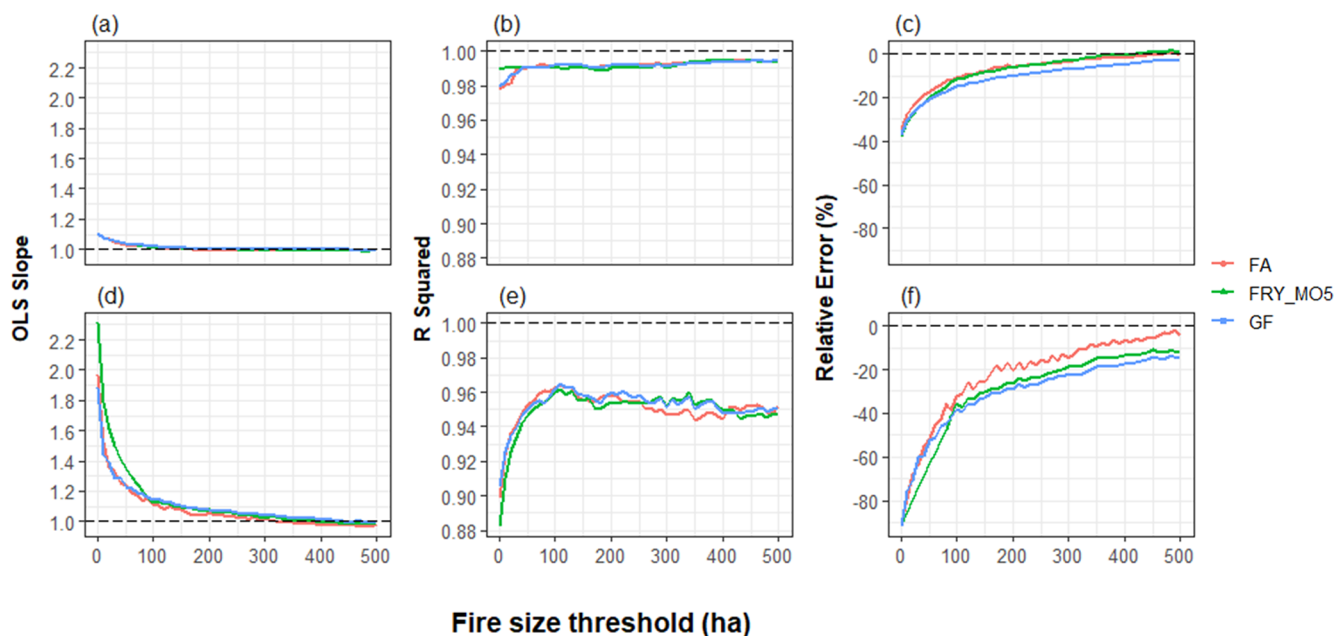 (a) (b) (c)
2.2 1.00 0
2.0 0.98 -20
1.8 0.96
1.6 0.94 -40
1.4 0.92 -60
1.2 0.90 -80
1.0 0.88
OLS Slope
R Squared
Relative Error (%)
FA
FRY_MO5
GF
(d) (e) (f)
2.2 1.00 0
2.0 0.98 -20
1.8 0.96
1.6 0.94 -40
1.4 0.92 -60
1.2 0.90 -80
1.0 0.88
0 100 200 300 400 500 0 100 200 300 400 500 0 100 200 300 400 500
Fire size threshold (ha)